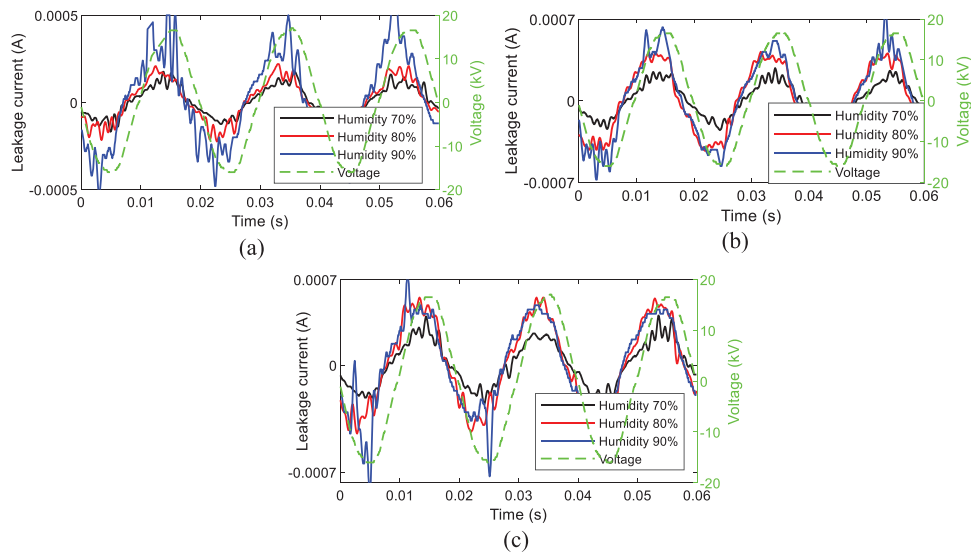 0.0005
0
-0.0005
Leakage current (A)
20
10
0
-10
-20
Voltage (kV)
Humidity 70%
Humidity 80%
Humidity 90%
Voltage
0 0.01 0.02 0.03 0.04 0.05 0.06
Time (s)
(a)
0.0007
0
-0.0007
Leakage current (A)
20
10
0
-10
-20
Voltage (kV)
Humidity 70%
Humidity 80%
Humidity 90%
Voltage
0 0.01 0.02 0.03 0.04 0.05 0.06
Time (s)
(b)
0.0007
0
-0.0007
Leakage current (A)
20
10
0
-10
-20
Voltage (kV)
Humidity 70%
Humidity 80%
Humidity 90%
Voltage
0 0.01 0.02 0.03 0.04 0.05 0.06
Time (s)
(c)